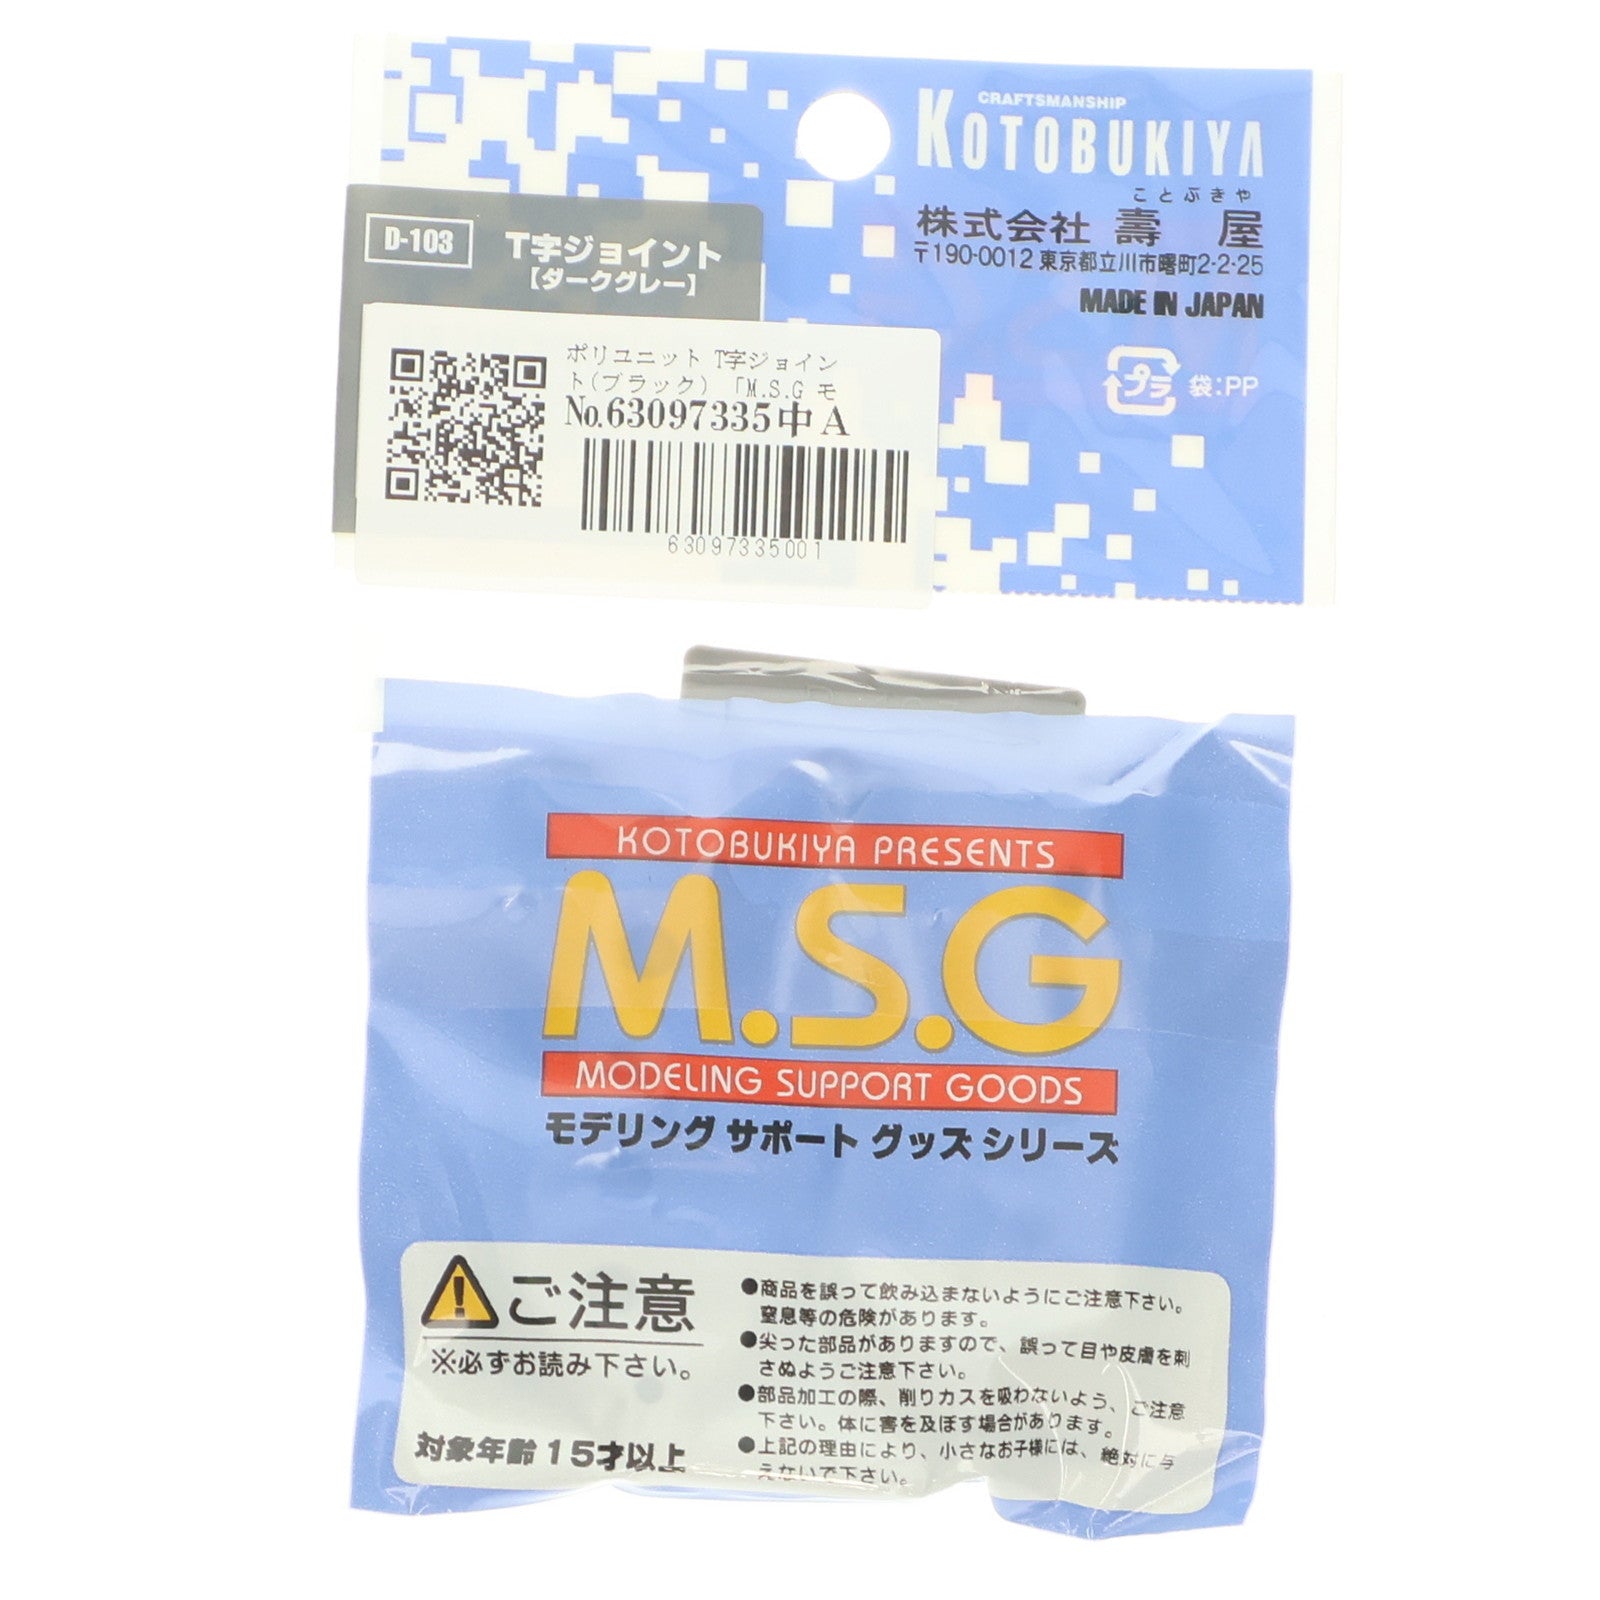 CRAFTSMANSHIP
KOTOBUKIYA
ことぶきや
株式会社 壽屋
〒190-0012 東京都立川市曙町2-2-25
MADE IN JAPAN
プラ 袋:PP
D-103 T字ジョイント
【ダークグレー】
ポリユニット T字ジョイン
ト(ブラック) 「M.S.G モ
No.63097335中A
63097335001
KOTOBUKIYA PRESENTS
M.S.G
MODELING SUPPORT GOODS
モデリング サポート グッズ シリーズ
ご注意
※必ずお読み下さい。
対象年齢15才以上
●商品を誤って飲み込まないようにご注意下さい。
窒息等の危険があります。
●尖った部品がありますので、誤って目や皮膚を刺
さぬようご注意下さい。
●部品加工の際、削りカスを吸わないよう、ご注意
下さい。体に害を及ぼす場合があります。
●上記の理由により、小さなお子様には、絶対に与
えないで下さい。